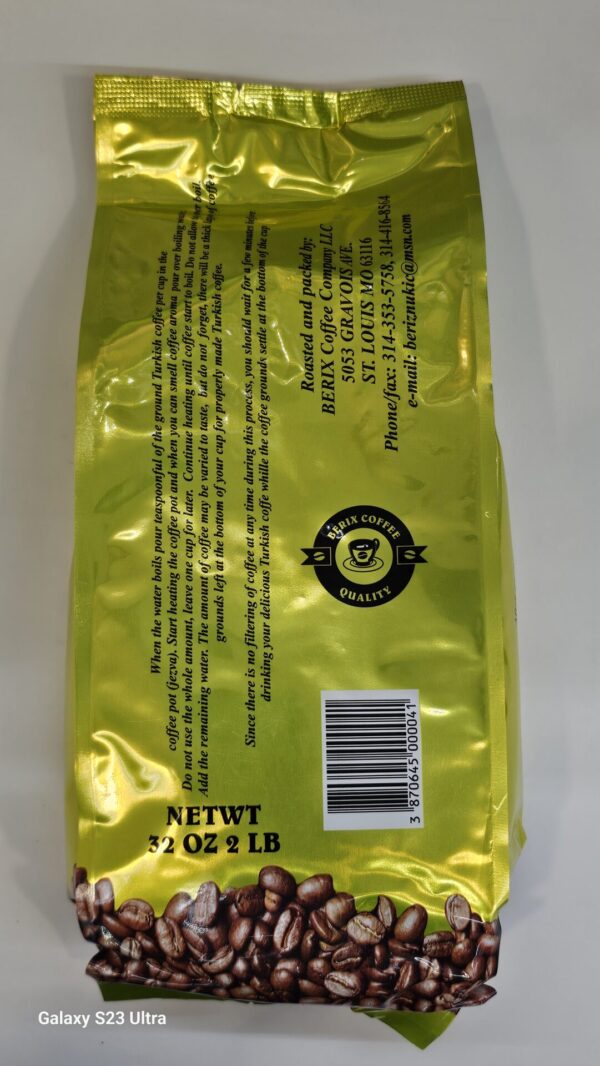 When the water boils pour teaspoonful of the ground Turkish coffee per cup in the
coffee pot (jezva). Start heating the coffee pot and when you can smell coffee aroma pour over boiling
Do not use the whole amount, leave one cup for later. Continue heating until coffee start to boil. Do not allow over boil.
Add the remaining water. The amount of coffee may be varied to taste, but do not forget, there will be a thick of coffee
grounds left at the bottom of your cup for properly made Turkish coffee.
Since there is no filtering of coffee at any time during this process, you should wait for a few minutes before
drinking your delicious Turkish coffe whille the coffee grounds settle at the bottom of the cup
Roasted and packed by:
BERIX Coffee Company LLC
5053 GRAVOIS AVE.
ST. LOUIS MO 63116
Phone/fax: 314-353-5758, 314-416-8504
e-mail: beriznukic@msn.com
BERIX COFFEE
QUALITY
3 870645 000041
NETWT
32 OZ 2 LB
Galaxy S23 Ultra